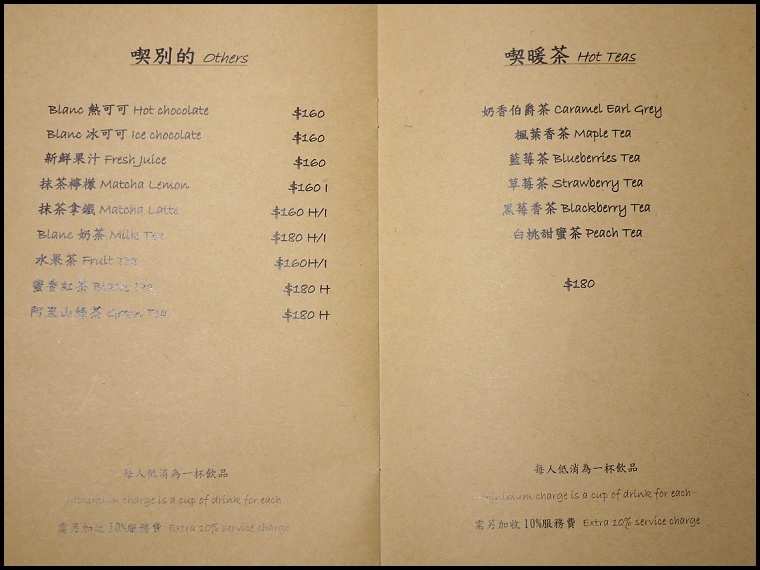 喫別的 Others
Blanc 熱可可 Hot chocolate $160
Blanc 冰可可 Ice chocolate $160
新鮮果汁 Fresh Juice $160
抹茶檸檬 Matcha Lemon $160 I
抹茶拿鐵 Matcha Latte $160 H/I
Blanc 奶茶 Milk Tea $180 H/I
水果茶 Fruit Tea $160H/I
蜜香紅茶 Black Tea $180 H
阿里山綠茶 Green Tea $180 H
每人低消為一杯飲品
Minimum charge is a cup of drink for each
需另加收10%服務費 Extra 10% service charge
喫暖茶 Hot Teas
奶香伯爵茶 Caramel Earl Grey
楓葉香茶 Maple Tea
藍莓茶 Blueberries Tea
草莓茶 Strawberry Tea
黑莓香茶 Blackberry Tea
白桃甜蜜茶 Peach Tea
$180
每人低消為一杯飲品
Minimum charge is a cup of drink for each
需另加收10%服務費 Extra 10% service charge